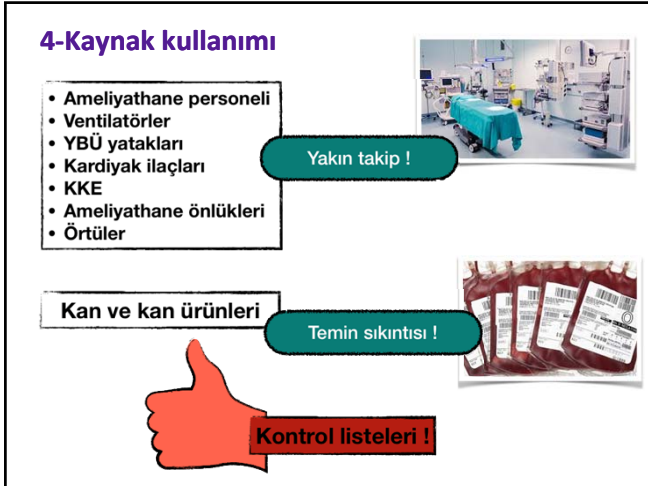 4-Kaynak kullanımı
• Ameliyathane personeli
• Ventilatörler
• YBÜ yatakları
• Kardiyak ilaçları
• KKE
• Ameliyathane önlükleri
• Örtüler
Yakın takip !
Kan ve kan ürünleri
Temin sıkıntısı !
Kontrol listeleri !